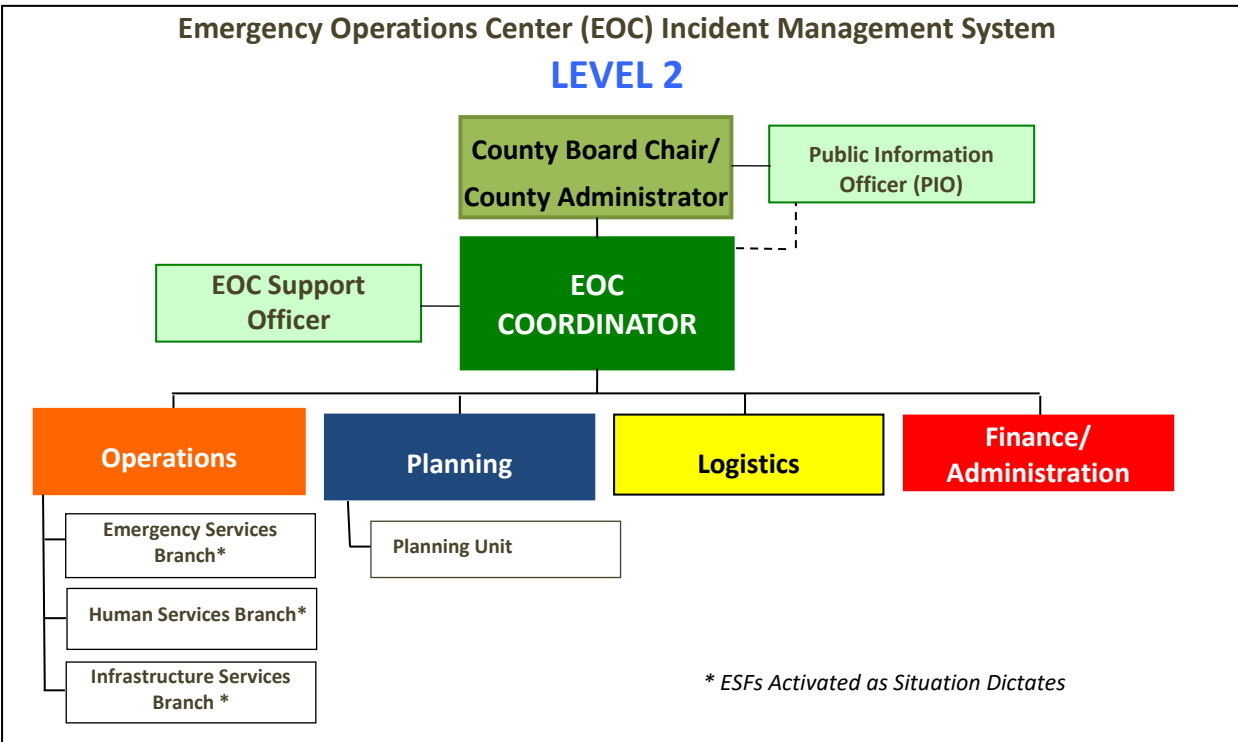 Emergency Operations Center (EOC) Incident Management System
LEVEL 2
County Board Chair/
County Administrator
Public Information
Officer (PIO)
EOC Support
Officer
EOC
COORDINATOR
Operations
Planning
Logistics
Finance/
Administration
Emergency Services
Branch*
Planning Unit
Human Services Branch*
Infrastructure Services
Branch *
* ESFs Activated as Situation Dictates